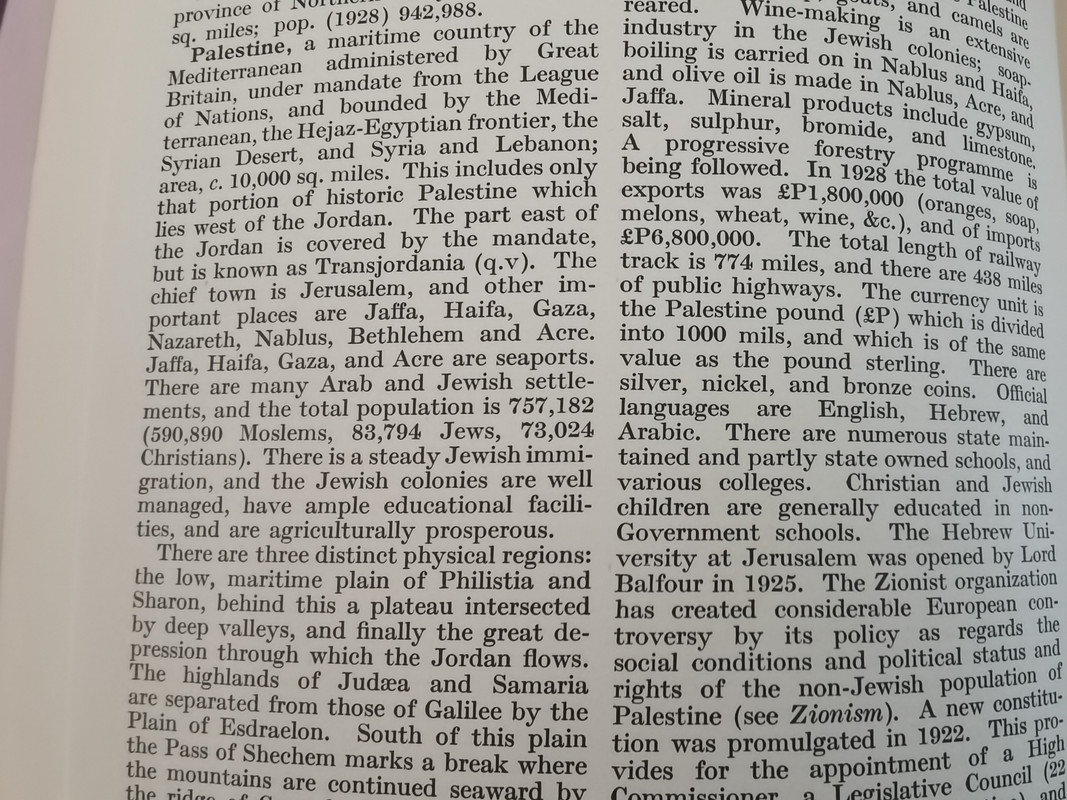 province of
sq. miles; pop. (1928) 942,988.
Palestine, a maritime country of the
Mediterranean administered by Great
Britain, under mandate from the League
of Nations, and bounded by the Medi-
terranean, the Hejaz-Egyptian frontier, the
Syrian Desert, and Syria and Lebanon;
area, c. 10,000 sq. miles. This includes only
that portion of historic Palestine which
lies west of the Jordan. The part east of
the Jordan is covered by the mandate,
but is known as Transjordania (q.v). The
chief town is Jerusalem, and other im-
portant places are Jaffa, Haifa, Gaza,
Nazareth, Nablus, Bethlehem and Acre.
Jaffa, Haifa, Gaza, and Acre are seaports.
There are many Arab and Jewish settle-
ments, and the total population is 757,182
(590,890 Moslems, 83,794 Jews, 73,024
Christians). There is a steady Jewish immi-
gration, and the Jewish colonies are well
managed, have ample educational facili-
ties, and are agriculturally prosperous.
There are three distinct physical regions:
the low, maritime plain of Philistia and
Sharon, behind this a plateau intersected
by deep valleys, and finally the great de-
pression through which the Jordan flows.
The highlands of Judæa and Samaria
are separated from those of Galilee by the
Plain of Esdraelon. South of this plain
the Pass of Shechem marks a break where
the mountains are continued seaward by
the ridge of
Palestine
goats, and camels are
reared. Wine-making is an extensive
industry in the Jewish colonies; soap-
boiling is carried on in Nablus and Haifa,
and olive oil is made in Nablus, Acre, and
Jaffa. Mineral products include gypsum,
salt, sulphur, bromide, and limestone.
A progressive forestry programme is
being followed. In 1928 the total value of
exports was £P1,800,000 (oranges, soap,
melons, wheat, wine, &c.), and of imports
£P6,800,000. The total length of railway
track is 774 miles, and there are 438 miles
of public highways. The currency unit is
the Palestine pound (£P) which is divided
into 1000 mils, and which is of the same
value as the pound sterling. There are
silver, nickel, and bronze coins. Official
languages are English, Hebrew, and
Arabic. There are numerous state main-
tained and partly state owned schools, and
various colleges. Christian and Jewish
children are generally educated in non-
Government schools. The Hebrew Uni-
versity at Jerusalem was opened by Lord
Balfour in 1925. The Zionist organization
has created considerable European con-
troversy by its policy as regards the
social conditions and political status and
rights of the non-Jewish population of
Palestine (see Zionism). A new constitu-
tion was promulgated in 1922. This pro-
vides for the appointment of a High
Commissioner, a Legislative Council (22
and